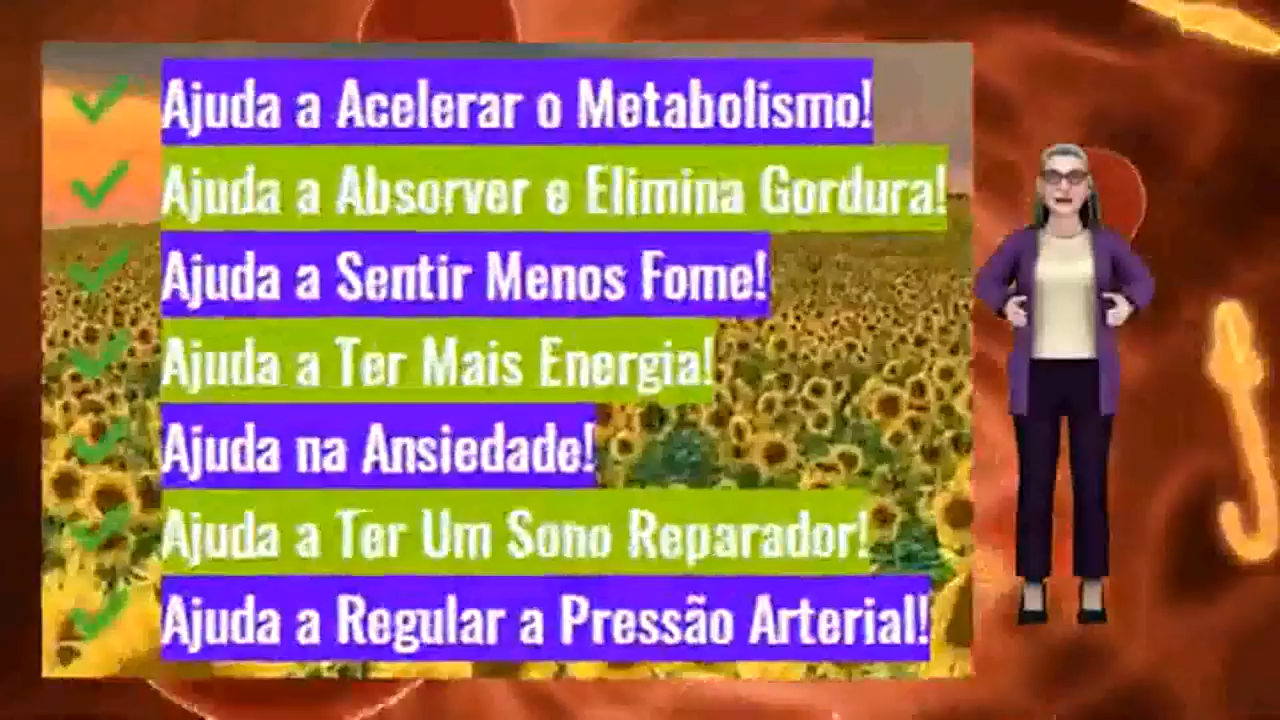 Ajuda a Acelerar o Metabolismo!
Ajuda a Absorver e Elimina Gordura!
Ajuda a Sentir Menos Fome!
Ajuda a Ter Mais Energia!
Ajuda na Ansiedade!
Ajuda a Ter Um Sono Reparador!
Ajuda a Regular a Pressão Arterial!